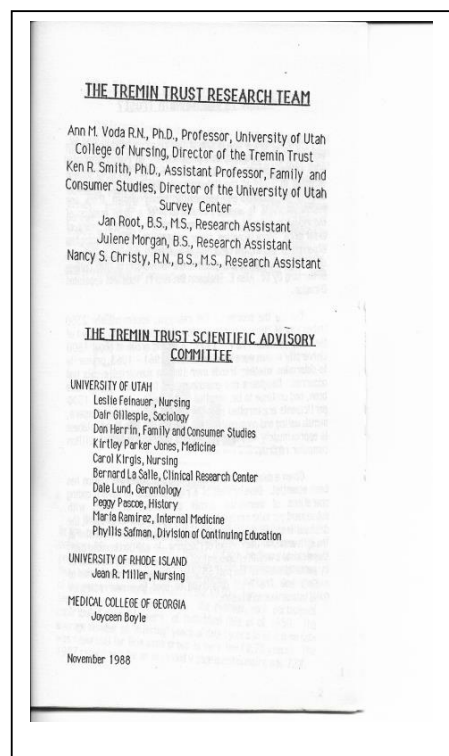 THE TREMIN TRUST RESEARCH TEAM
Ann M. Voda R.N., Ph.D., Professor, University of Utah
College of Nursing, Director of the Tremin Trust
Ken R. Smith, Ph.D., Assistant Professor, Family and
Consumer Studies, Director of the University of Utah
Survey Center
Jan Root, B.S., M.S., Research Assistant
Julene Morgan, B.S., Research Assistant
Nancy S. Christy, R.N., B.S., M.S., Research Assistant
THE TREMIN TRUST SCIENTIFIC ADVISORY
COMMITTEE
UNIVERSITY OF UTAH
Leslie Feinauer, Nursing
Dair Gillespie, Sociology
Don Herrin, Family and Consumer Studies
Kirtley Parker Jones, Medicine
Carol Kirgis, Nursing
Bernard La Salle, Clinical Research Center
Dale Lund, Gerontology
Peggy Pascoe, History
Maria Ramirez, Internal Medicine
Phyllis Safman, Division of Continuing Education
UNIVERSITY OF RHODE ISLAND
Jean R. Miller, Nursing
MEDICAL COLLEGE OF GEORGIA
Joyceen Boyle
November 1988